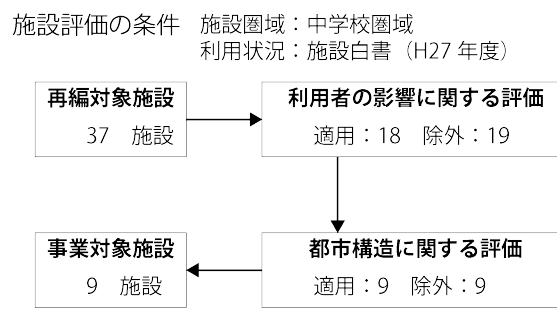 施設評価の条件 施設圏域：中学校圏域
利用状況：施設白書（H27 年度）
再編対象施設
37 施設
利用者の影響に関する評価
適用：18 除外：19
都市構造に関する評価
適用：9 除外：9
事業対象施設
9 施設